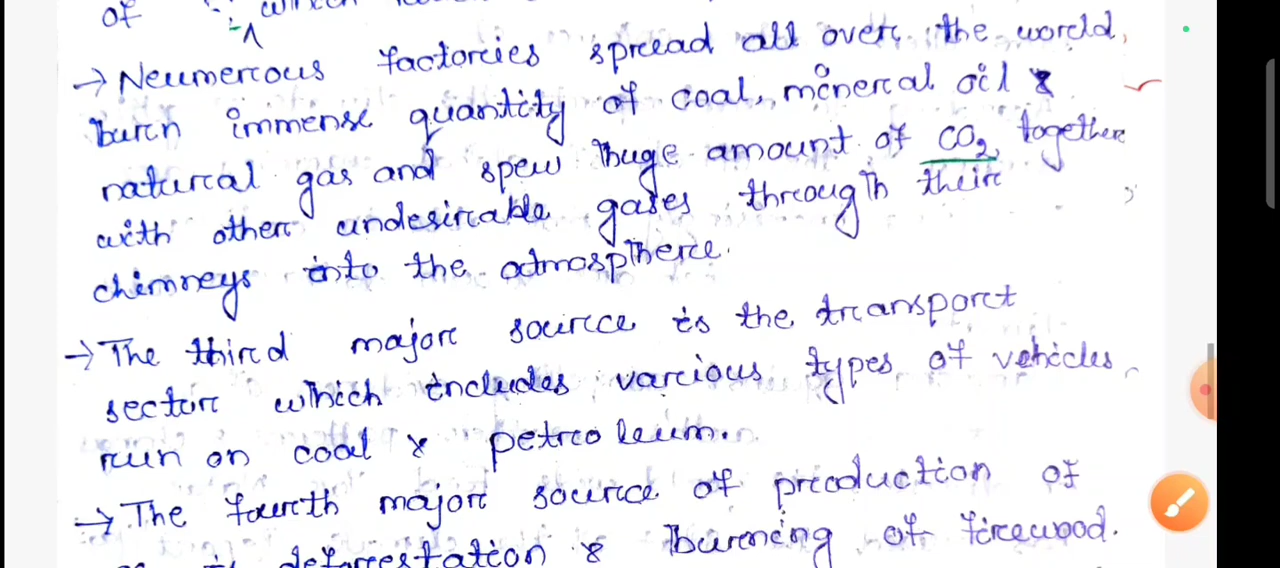 of
→ Neumerous factories spread all over the world,
burn immense quantity of coal, mineral oil &
natural gas and spew huge amount of CO2, together
with other undesirable gases through their
chimneys into the atmosphere.
→ The third major source is the transport
sector which includes various types of vehicles
run on coal & petroleum.
→ The fourth major source of production of
deforestation & burning of firewood.